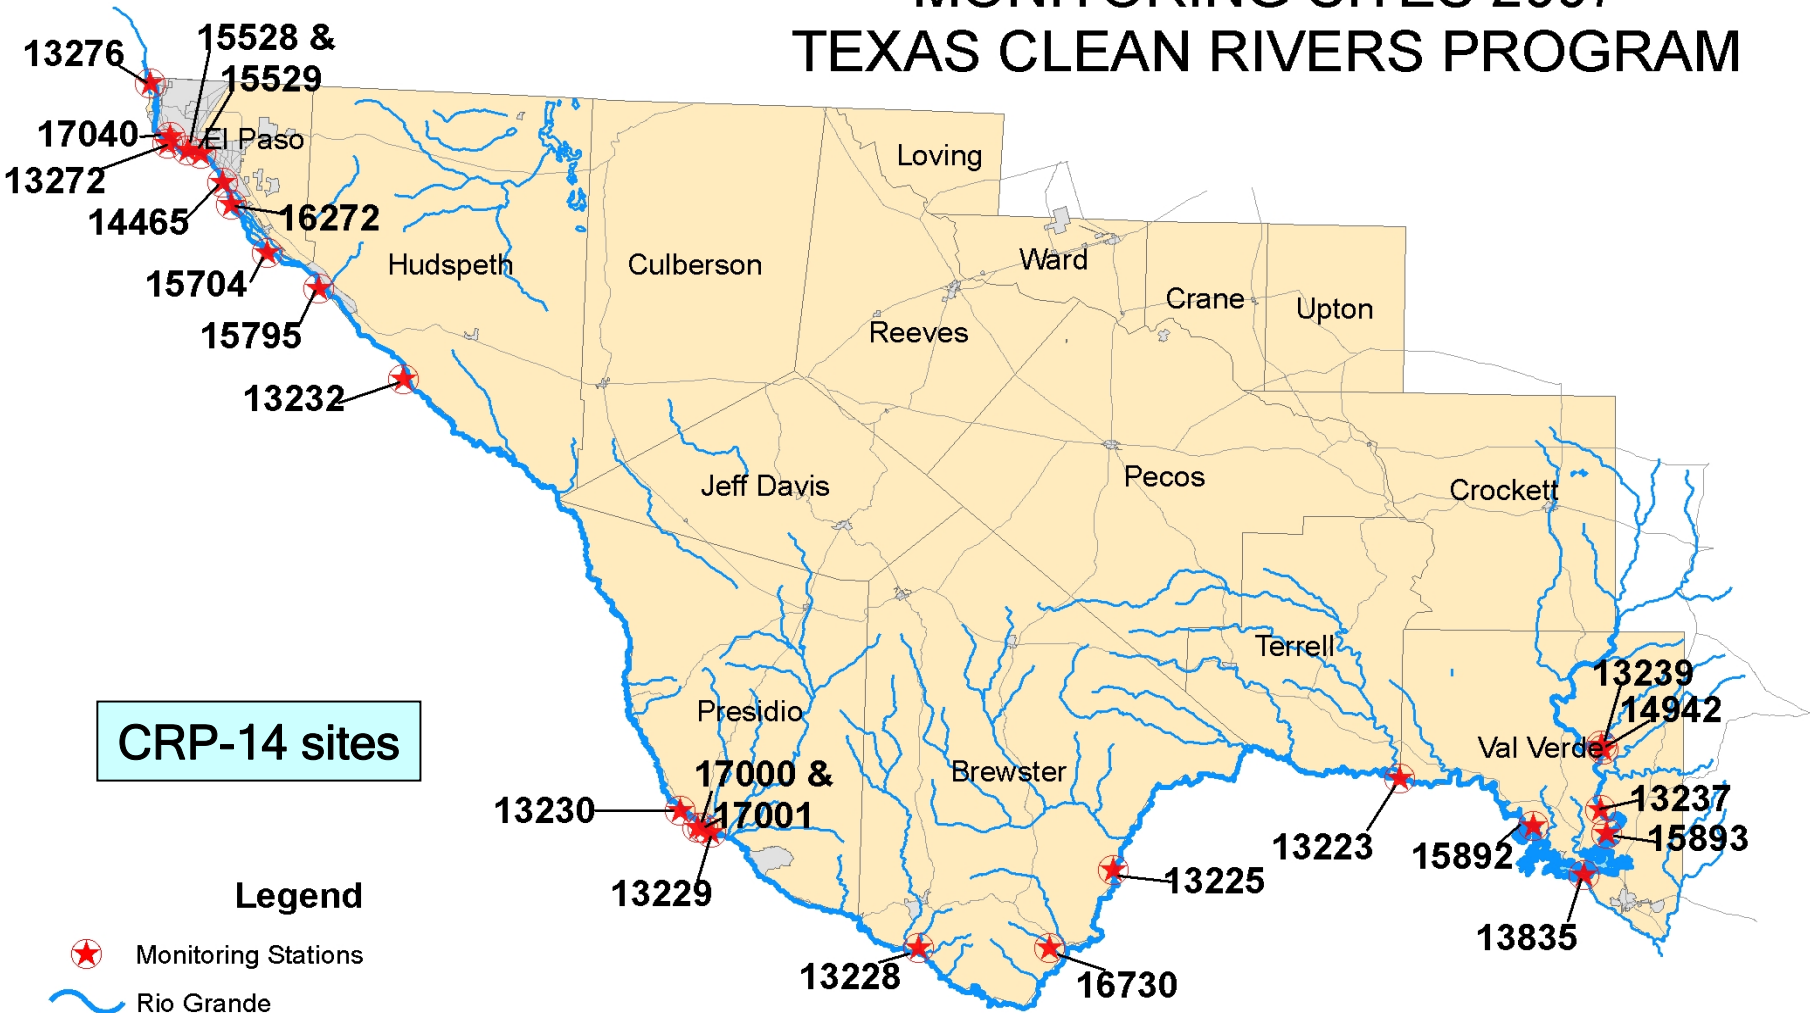 TEXAS CLEAN RIVERS PROGRAM
13276
15528 &
15529
17040
El Paso
13272
14465
16272
15704
15795
13232
Hudspeth
Culberson
Loving
Ward
Reeves
Crane
Upton
Jeff Davis
Pecos
Crockett
Terrell
Presidio
Brewster
Val Verde
13239
14942
13237
15893
15892
13835
13223
13225
16730
13228
17000 &
17001
13230
13229
CRP-14 sites
Legend
Monitoring Stations
Rio Grande